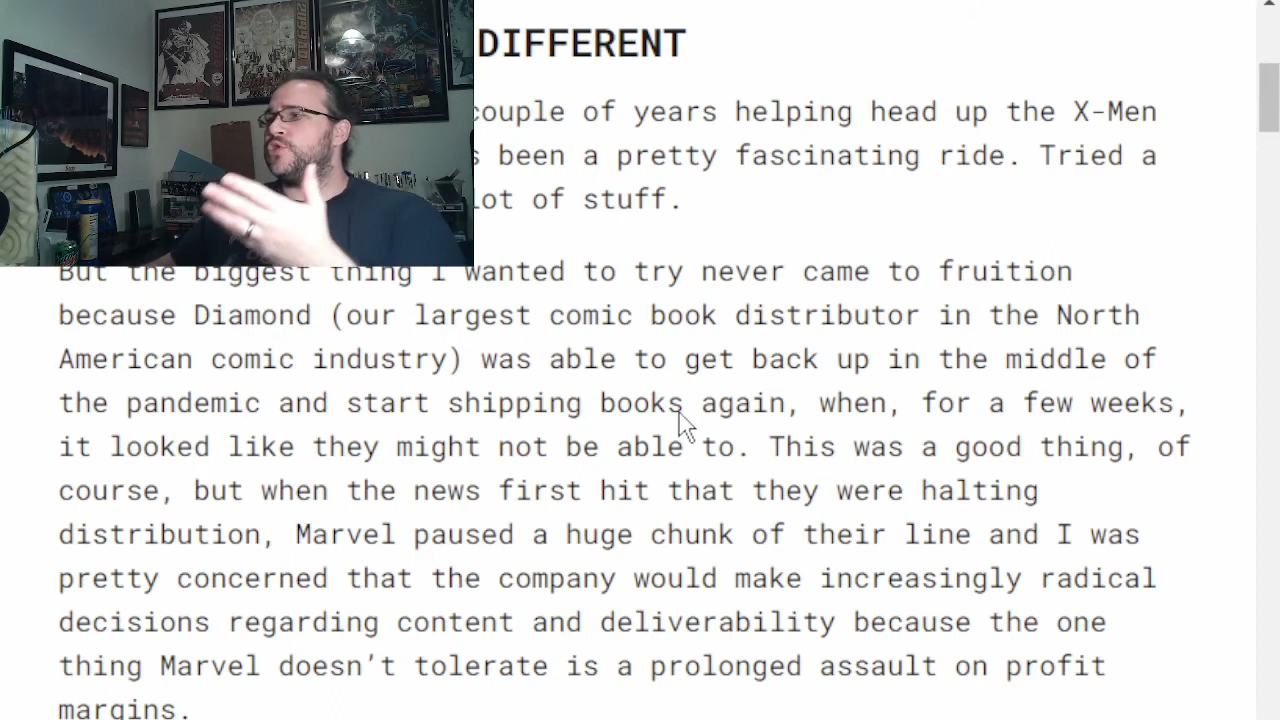 DIFFERENT
couple of years helping head up the X-Men
been a pretty fascinating ride. Tried a
lot of stuff.
But the biggest thing I wanted to try never came to fruition
because Diamond (our largest comic book distributor in the North
American comic industry) was able to get back up in the middle of
the pandemic and start shipping books again, when, for a few weeks,
it looked like they might not be able to. This was a good thing, of
course, but when the news first hit that they were halting
distribution, Marvel paused a huge chunk of their line and I was
pretty concerned that the company would make increasingly radical
decisions regarding content and deliverability because the one
thing Marvel doesn't tolerate is a prolonged assault on profit
margins.